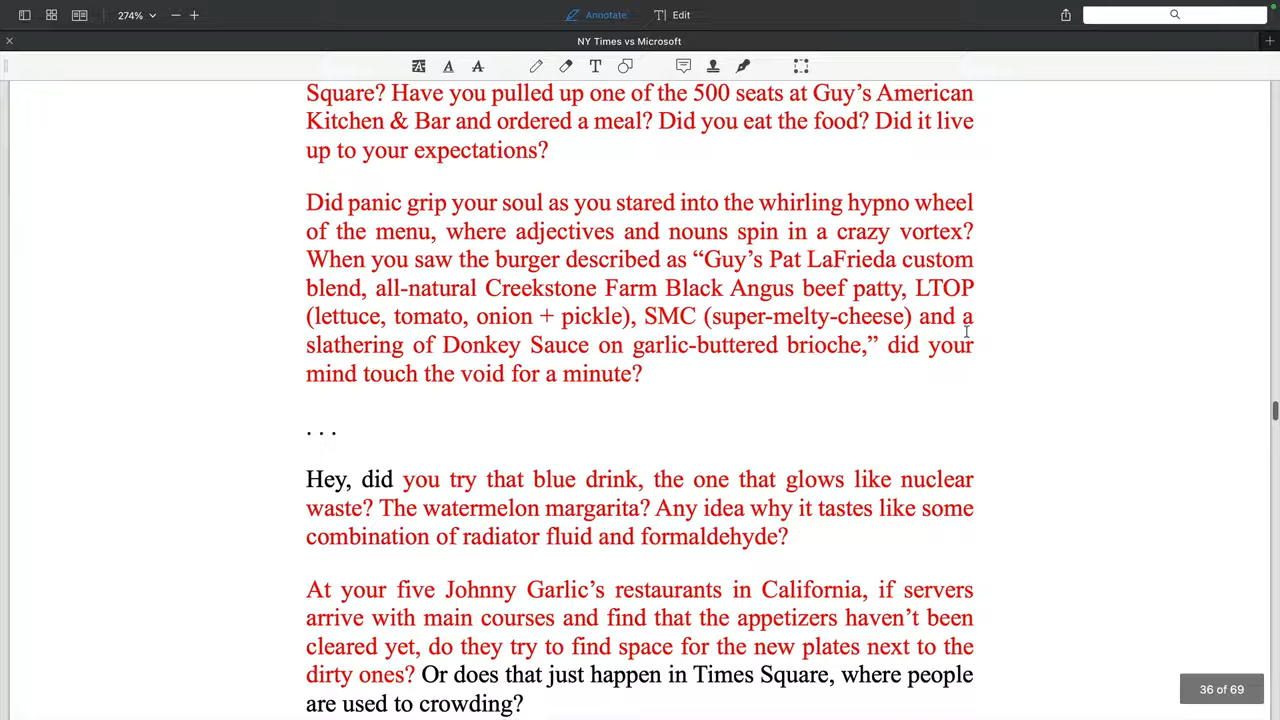 274%
Annotate
Edit
NY Times vs Microsoft
Square? Have you pulled up one of the 500 seats at Guy's American
Kitchen & Bar and ordered a meal? Did you eat the food? Did it live
up to your expectations?
Did panic grip your soul as you stared into the whirling hypno wheel
of the menu, where adjectives and nouns spin in a crazy vortex?
When you saw the burger described as “Guy's Pat LaFrieda custom
blend, all-natural Creekstone Farm Black Angus beef patty, LTOP
(lettuce, tomato, onion + pickle), SMC (super-melty-cheese) and a
slathering of Donkey Sauce on garlic-buttered brioche,” did your
mind touch the void for a minute?
. . .
Hey, did you try that blue drink, the one that glows like nuclear
waste? The watermelon margarita? Any idea why it tastes like some
combination of radiator fluid and formaldehyde?
At your five Johnny Garlic's restaurants in California, if servers
arrive with main courses and find that the appetizers haven't been
cleared yet, do they try to find space for the new plates next to the
dirty ones? Or does that just happen in Times Square, where people
are used to crowding?
36 of 69